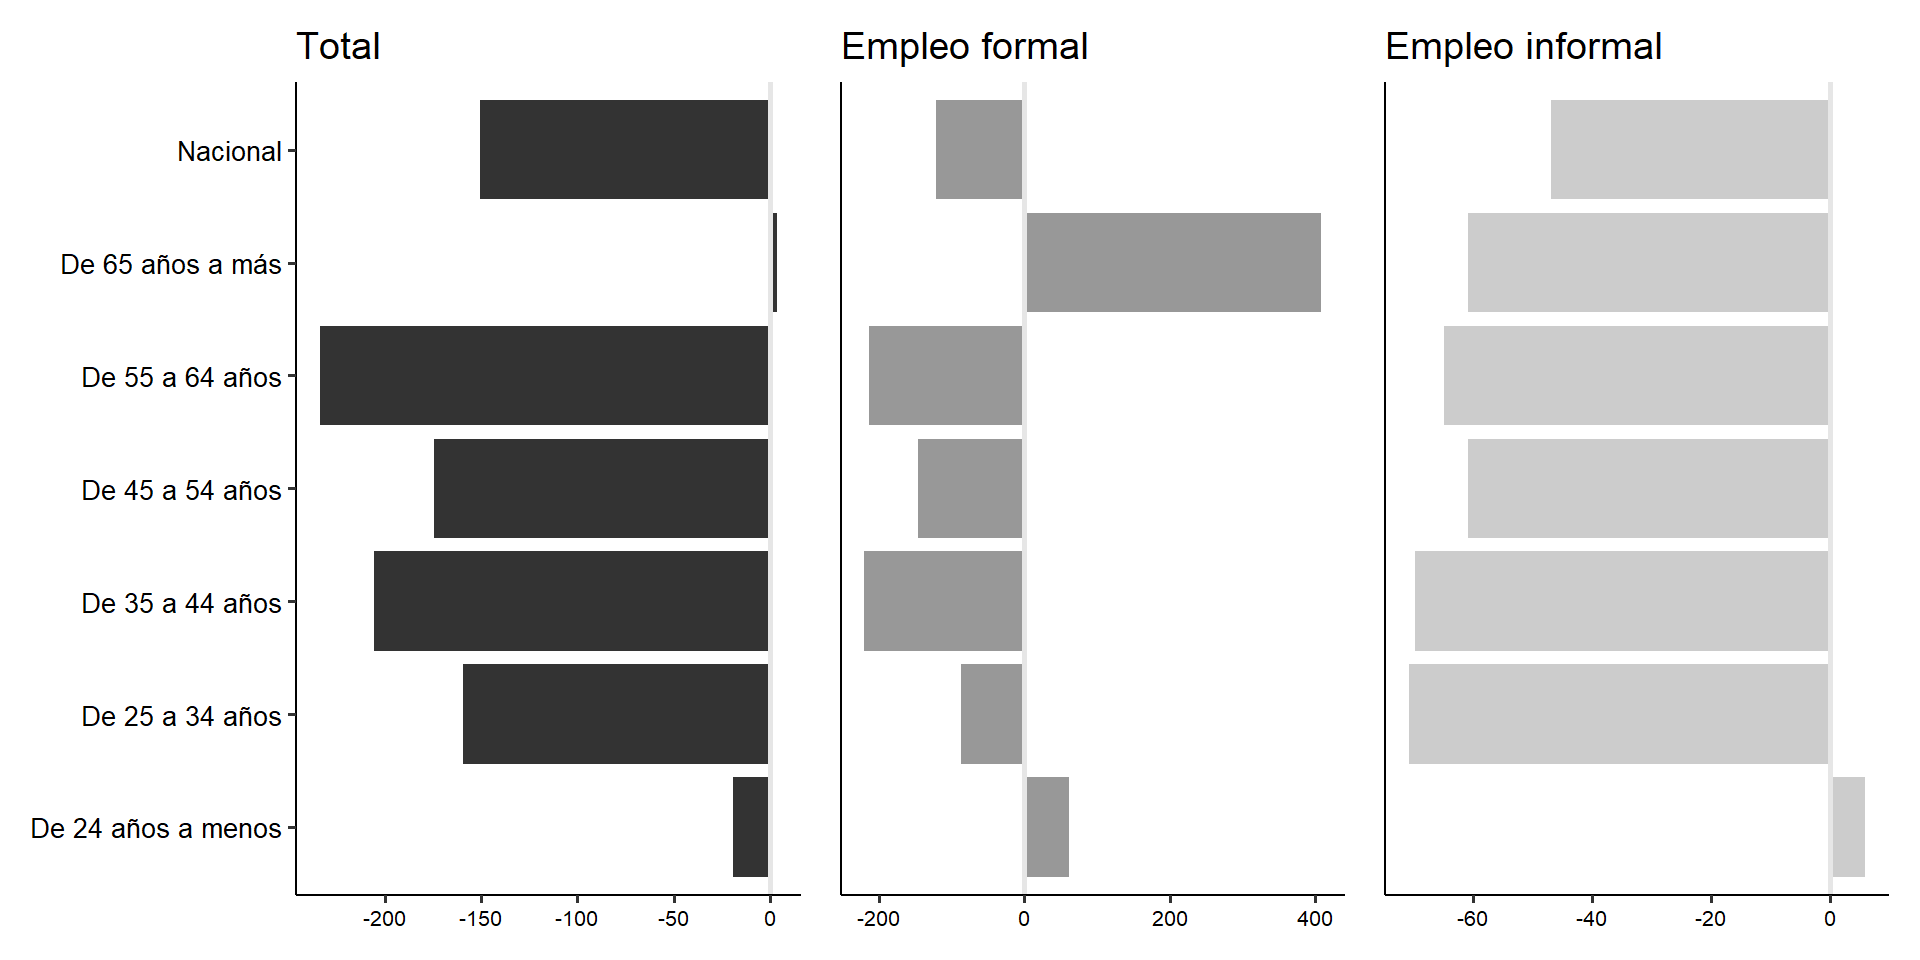 Total
Empleo formal
Empleo informal
Nacional
De 65 años a más
De 55 a 64 años
De 45 a 54 años
De 35 a 44 años
De 25 a 34 años
De 24 años a menos
-200 -150 -100 -50 0
-200 0 200 400
-60 -40 -20 0